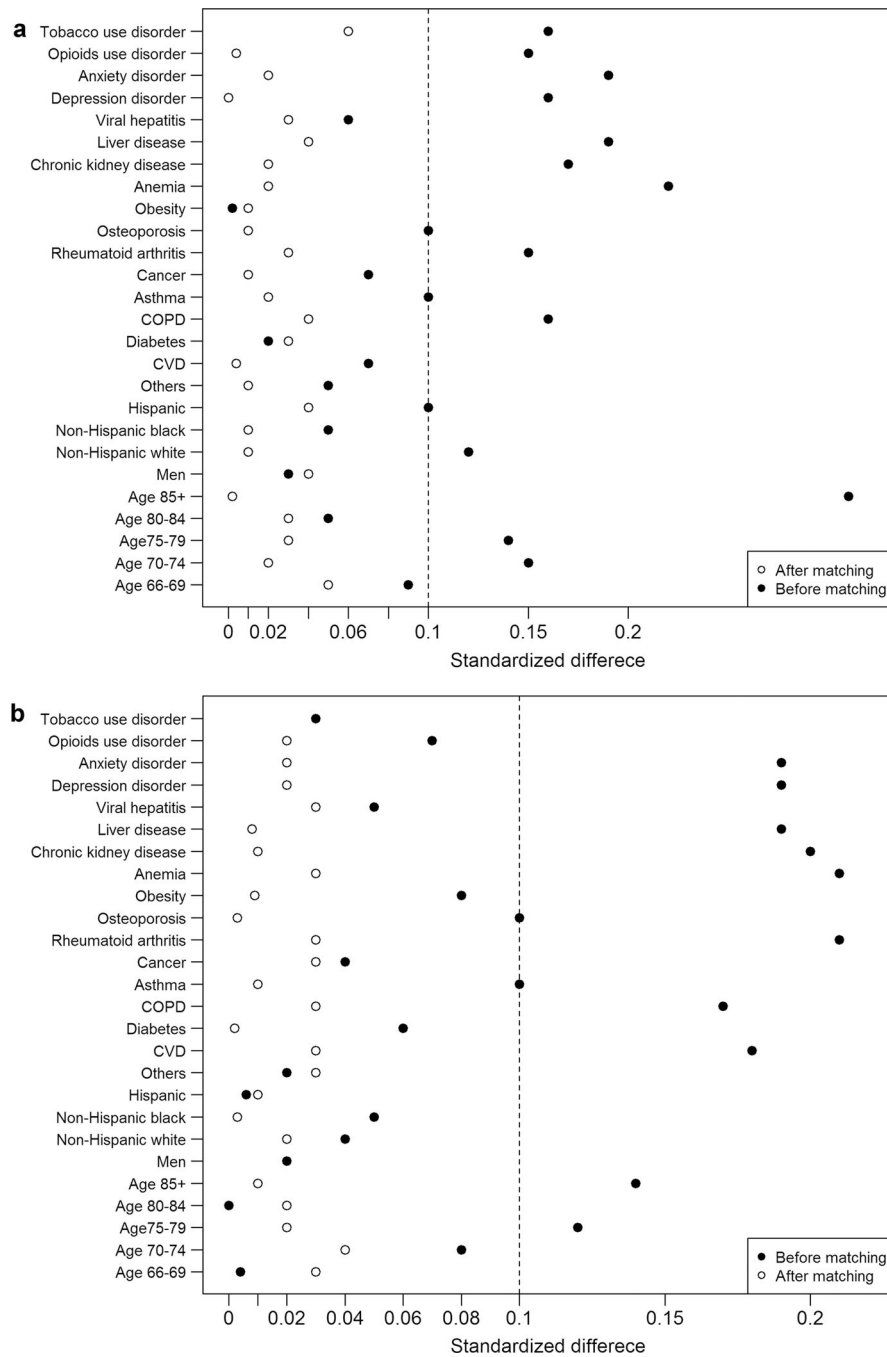 a
Tobacco use disorder
Opioids use disorder
Anxiety disorder
Depression disorder
Viral hepatitis
Liver disease
Chronic kidney disease
Anemia
Obesity
Osteoporosis
Rheumatoid arthritis
Cancer
Asthma
COPD
Diabetes
CVD
Others
Hispanic
Non-Hispanic black
Non-Hispanic white
Men
Age 85+
Age 80-84
Age75-79
Age 70-74
Age 66-69
After matching
Before matching
0 0.02 0.06 0.1 0.15 0.2
Standardized differece
b
Tobacco use disorder
Opioids use disorder
Anxiety disorder
Depression disorder
Viral hepatitis
Liver disease
Chronic kidney disease
Anemia
Obesity
Osteoporosis
Rheumatoid arthritis
Cancer
Asthma
COPD
Diabetes
CVD
Others
Hispanic
Non-Hispanic black
Non-Hispanic white
Men
Age 85+
Age 80-84
Age75-79
Age 70-74
Age 66-69
Before matching
After matching
0 0.02 0.04 0.06 0.08 0.1 0.15 0.2
Standardized differece